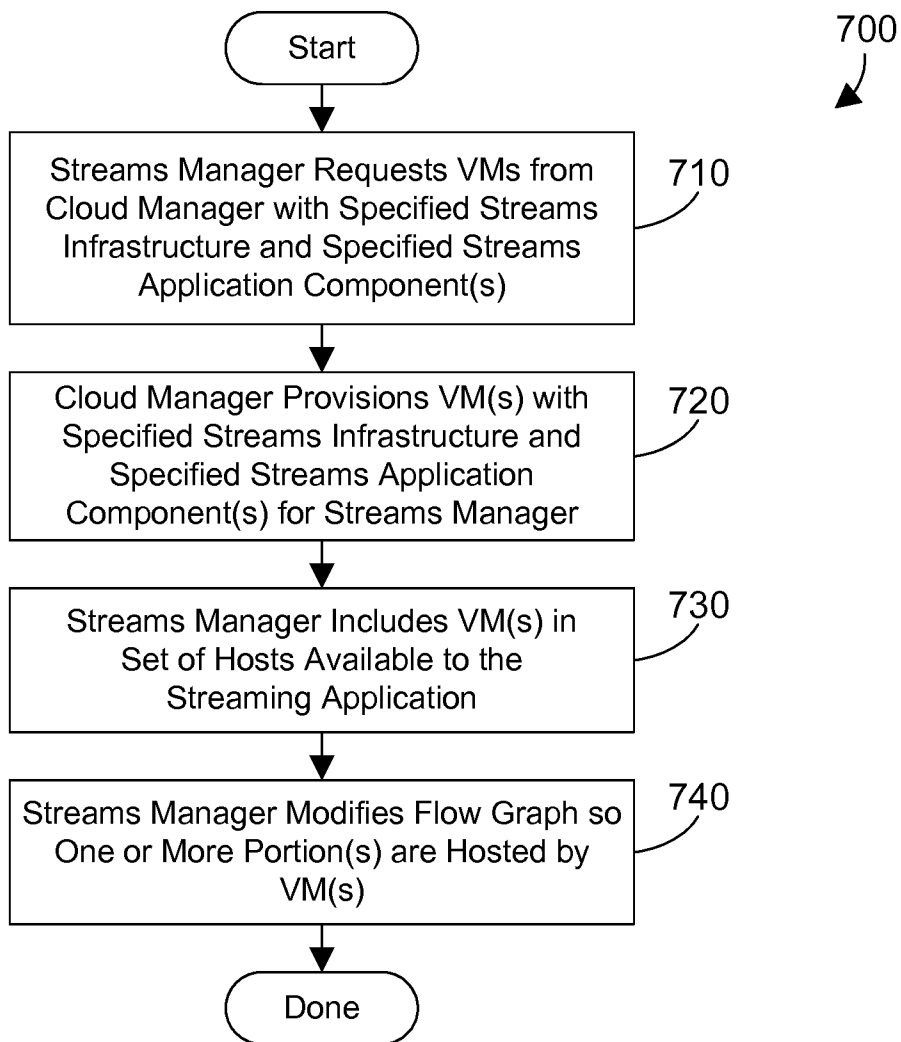 Start
700
Streams Manager Requests VMs from
Cloud Manager with Specified Streams
Infrastructure and Specified Streams
Application Component(s)
710
Cloud Manager Provisions VM(s) with
Specified Streams Infrastructure and
Specified Streams Application
Component(s) for Streams Manager
720
Streams Manager Includes VM(s) in
Set of Hosts Available to the
Streaming Application
730
Streams Manager Modifies Flow Graph so
One or More Portion(s) are Hosted by
VM(s)
740
Done